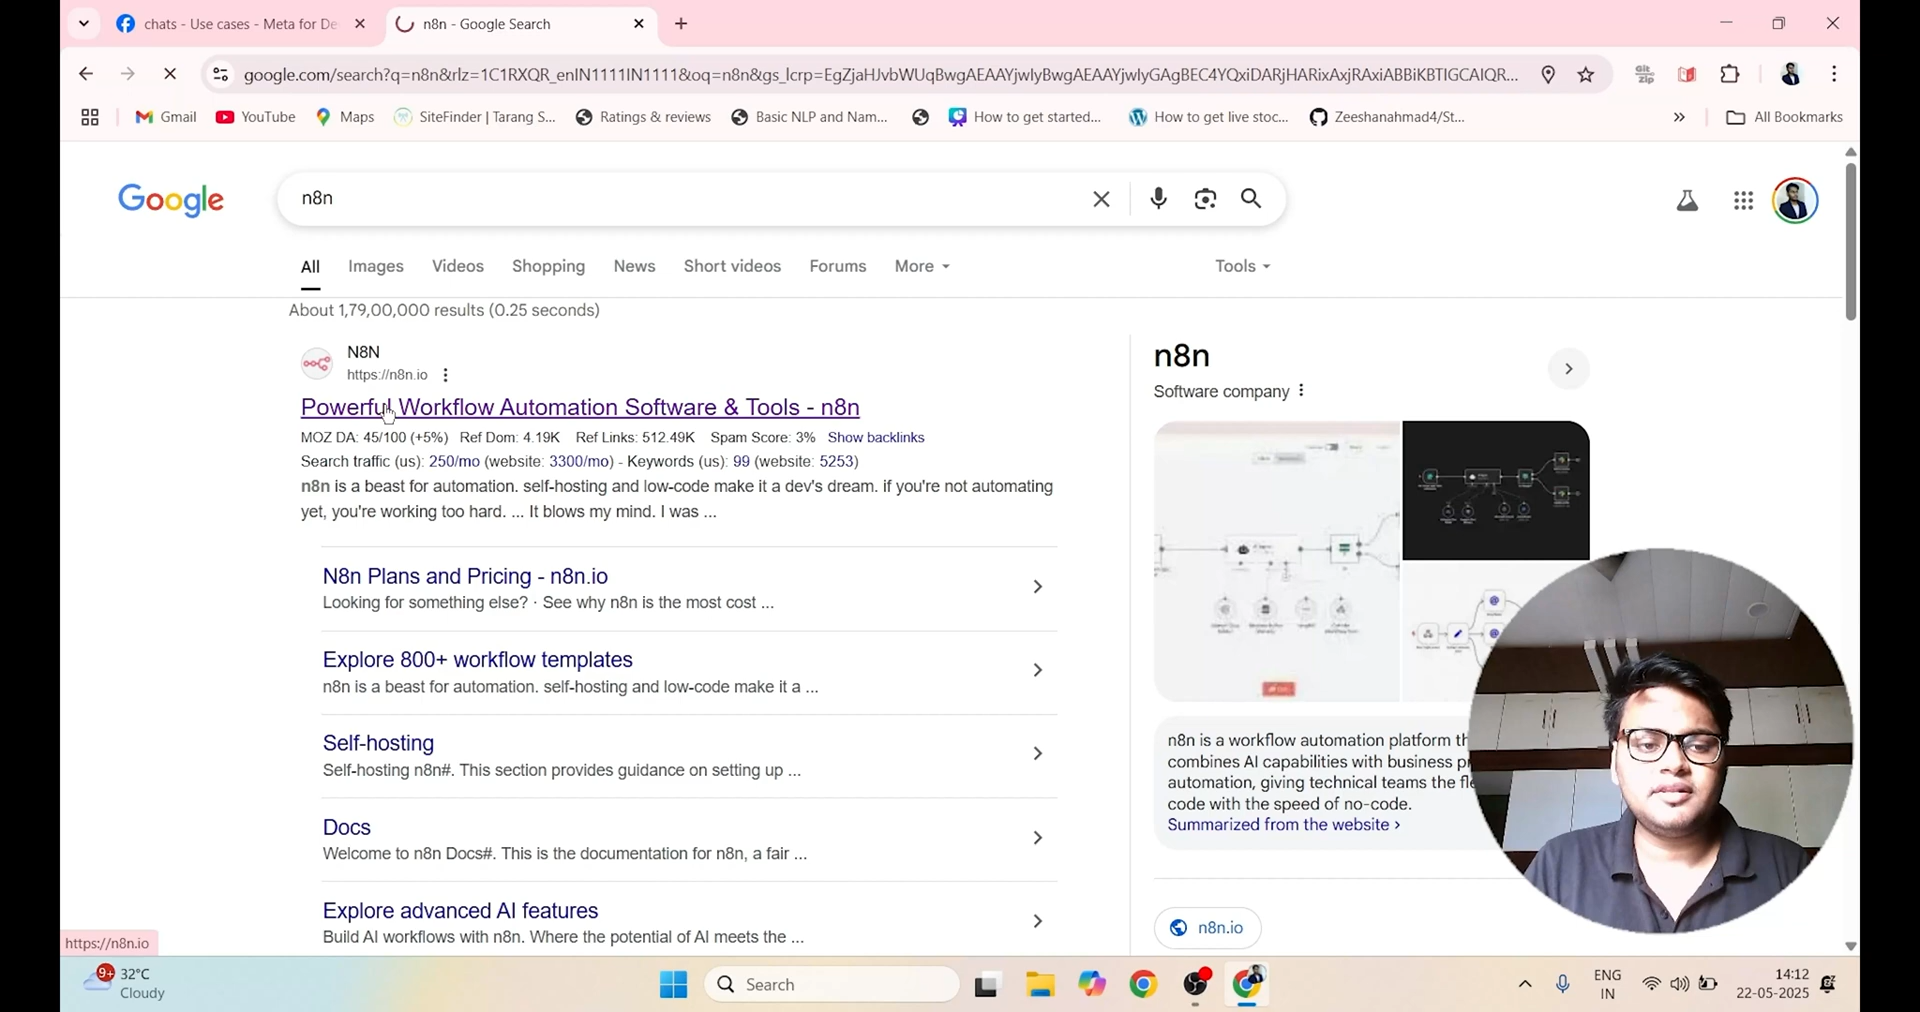 chats - Use cases - Meta for De
n8n - Google Search
google.com/search?q=n8n&rlz=1C1RXQR_enIN1111IN1111&oq=n8n&gs_lcrp=EgZjaHJvbWUqBwgAEAAYjwIyBwgAEAAYjwIyGAgBEC4YQxiDARjHARixAxjRAxiABBiKBTIGCAIQR...
Git
Zip
Gmail
YouTube
Maps
SiteFinder | Tarang S...
Ratings & reviews
Basic NLP and Nam...
How to get started...
How to get live stoc...
Zeeshanahmad4/St...
All Bookmarks
Google
n8n
All
Images
Videos
Shopping
News
Short videos
Forums
More
Tools
About 1,79,00,000 results (0.25 seconds)
N8N
https://n8n.io
Powerful Workflow Automation Software & Tools - n8n
MOZ DA: 45/100 (+5%) Ref Dom: 4.19K Ref Links: 512.49K Spam Score: 3% Show backlinks
Search traffic (us): 250/mo (website: 3300/mo) - Keywords (us): 99 (website: 5253)
n8n is a beast for automation. self-hosting and low-code make it a dev's dream. if you're not automating
yet, you're working too hard. ... It blows my mind. I was ...
N8n Plans and Pricing - n8n.io
Looking for something else? · See why n8n is the most cost ...
Explore 800+ workflow templates
n8n is a beast for automation. self-hosting and low-code make it a ...
Self-hosting
Self-hosting n8n#. This section provides guidance on setting up ...
Docs
Welcome to n8n Docs#. This is the documentation for n8n, a fair ...
Explore advanced AI features
Build AI workflows with n8n. Where the potential of AI meets the ...
n8n
Software company
n8n is a workflow automation platform th
combines AI capabilities with business p
automation, giving technical teams the fl
code with the speed of no-code.
Summarized from the website ›
n8n.io
https://n8n.io
9+
32°C
Cloudy
Search
ENG
IN
14:12
22-05-2025